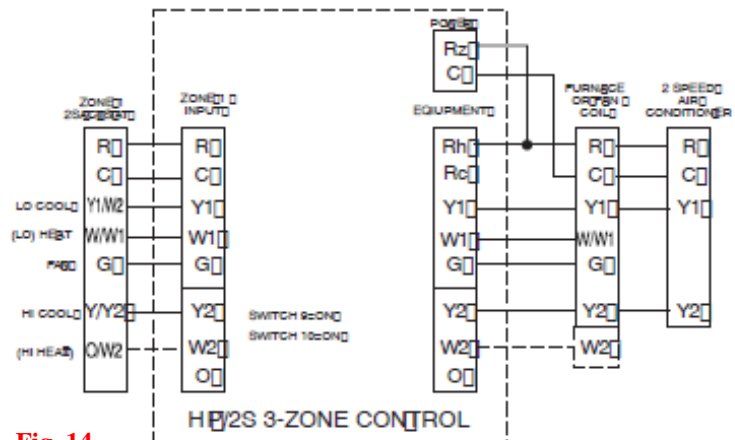 POWER
Rz
C
ZONE 1
2S AC STAT
ZONE 1
INPUT
EQUIPMENT
FURNACE
OR FAN
COIL
2 SPEED
AIR
CONDITIONER
R
C
LO COOL
Y1/W2
(LO) HEAT
W/W1
FAN
G
HI COOL
Y/Y2
(HI HEAT)
O/W2
R
C
Y1
W1
G
Y2
W2
O
SWITCH 9=ON
SWITCH 10=ON
Rh
Rc
Y1
W1
G
Y2
W2
O
R
C
Y1
W/W1
G
Y2
W2
R
C
Y1
Y2
HP/2S 3-ZONE CONTROL
Fig. 14